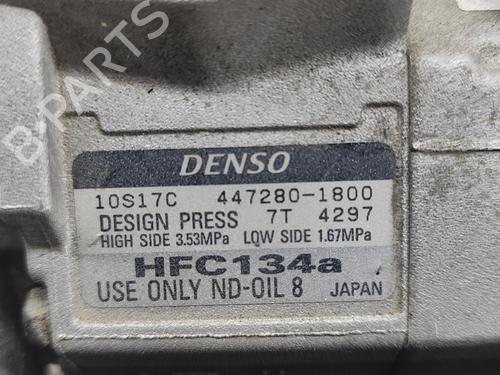 DENSO
10S17C 447280-1800
DESIGN PRESS 7T 4297
HIGH SIDE 3.53MPa LOW SIDE 1.67MPa
HFC134a
USE ONLY ND-OIL 8 JAPAN
B-PARTS